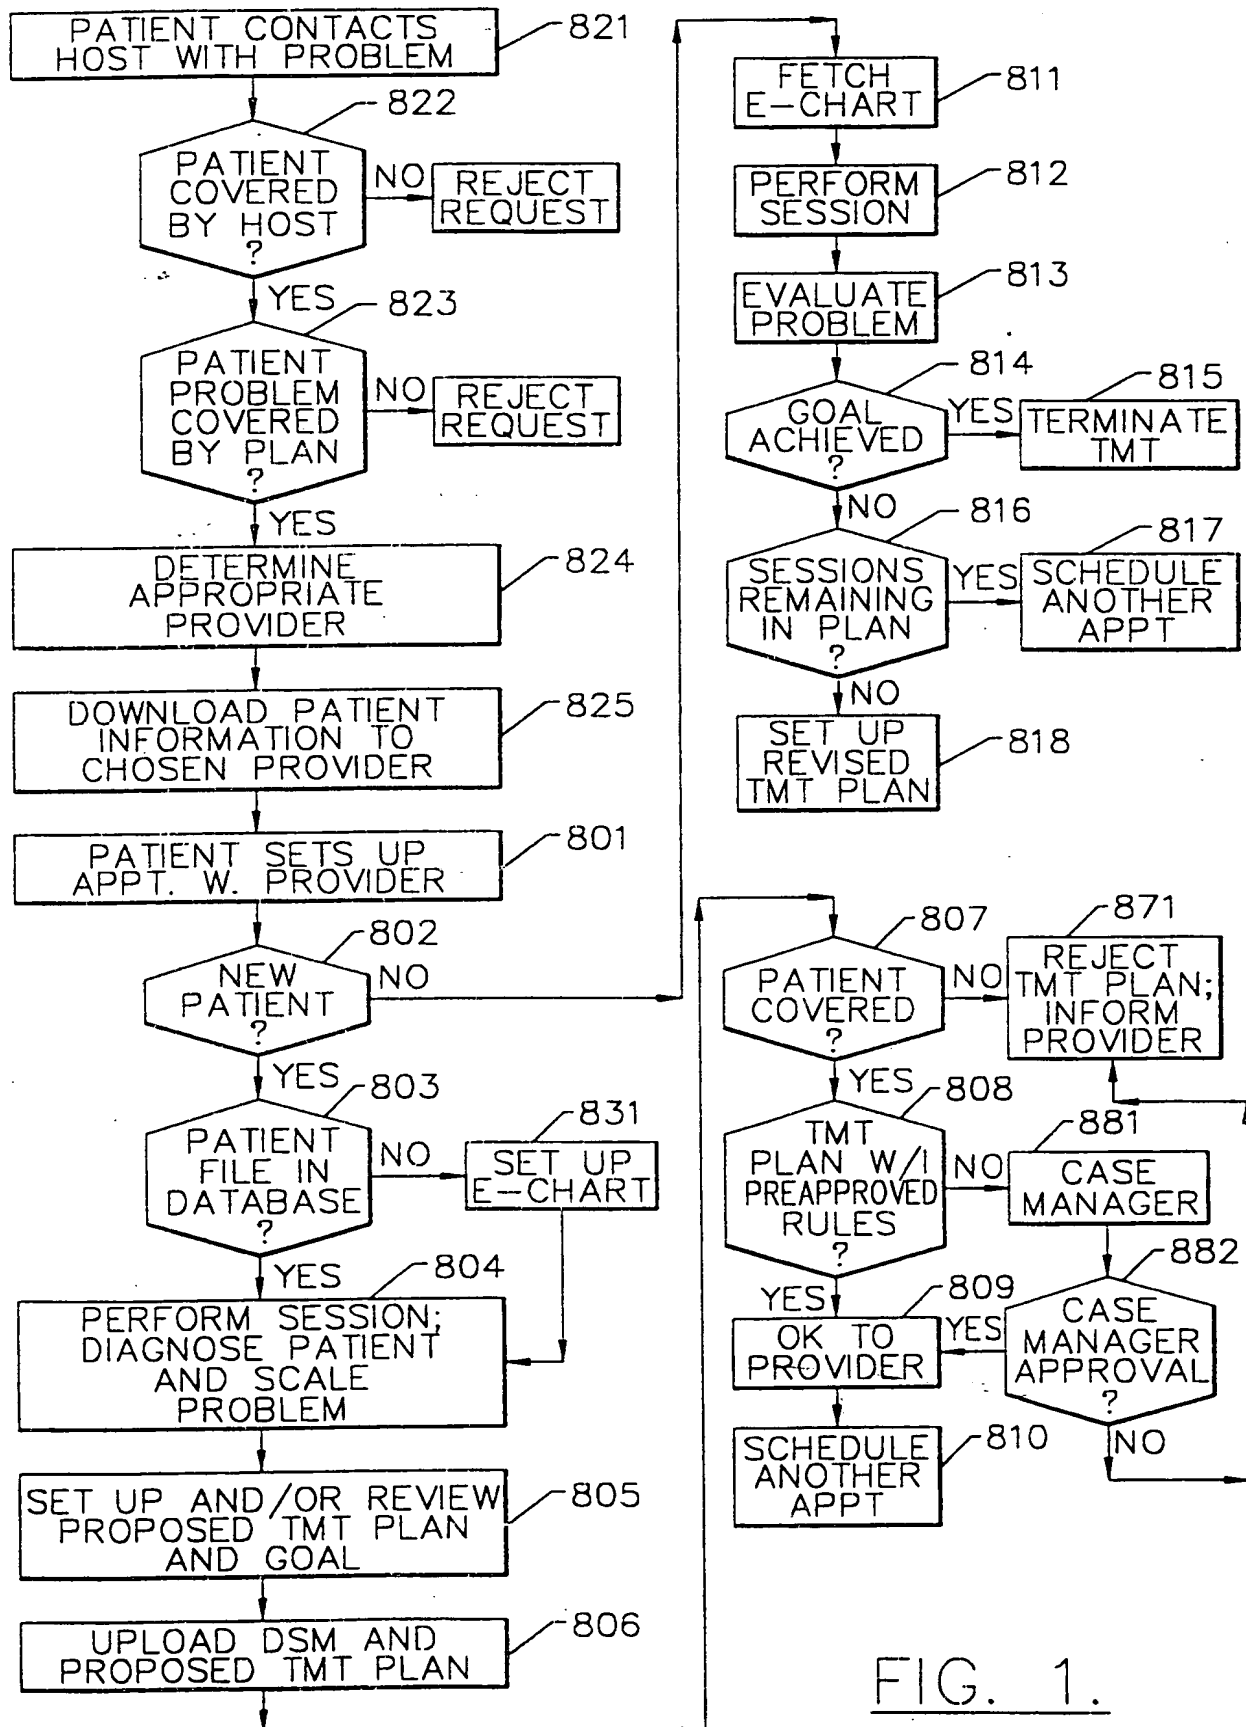 PATIENT CONTACTS
HOST WITH PROBLEM
821
822
PATIENT
COVERED
BY HOST
?
NO
REJECT
REQUEST
YES
823
PATIENT
PROBLEM
COVERED
BY PLAN
?
NO
REJECT
REQUEST
YES
DETERMINE
APPROPRIATE
PROVIDER
824
DOWNLOAD PATIENT
INFORMATION TO
CHOSEN PROVIDER
825
PATIENT SETS UP
APPT. W. PROVIDER
801
802
NEW
PATIENT
?
NO
YES
803
PATIENT
FILE IN
DATABASE
?
NO
831
SET UP
E-CHART
YES
804
PERFORM SESSION;
DIAGNOSE PATIENT
AND SCALE
PROBLEM
SET UP AND/OR REVIEW
PROPOSED TMT PLAN
AND GOAL
805
UPLOAD DSM AND
PROPOSED TMT PLAN
806
FETCH
E-CHART
811
PERFORM
SESSION
812
EVALUATE
PROBLEM
813
814
GOAL
ACHIEVED
?
YES
815
TERMINATE
TMT
NO
816
SESSIONS
REMAINING
IN PLAN
?
YES
817
SCHEDULE
ANOTHER
APPT
NO
SET UP
REVISED
TMT PLAN
818
807
PATIENT
COVERED
?
NO
871
REJECT
TMT PLAN;
INFORM
PROVIDER
YES
808
TMT
PLAN W/I
PREAPPROVED
RULES
?
NO
881
CASE
MANAGER
882
CASE
MANAGER
APPROVAL
?
YES
NO
YES
809
OK TO
PROVIDER
SCHEDULE
ANOTHER
APPT
810
FIG. 1.